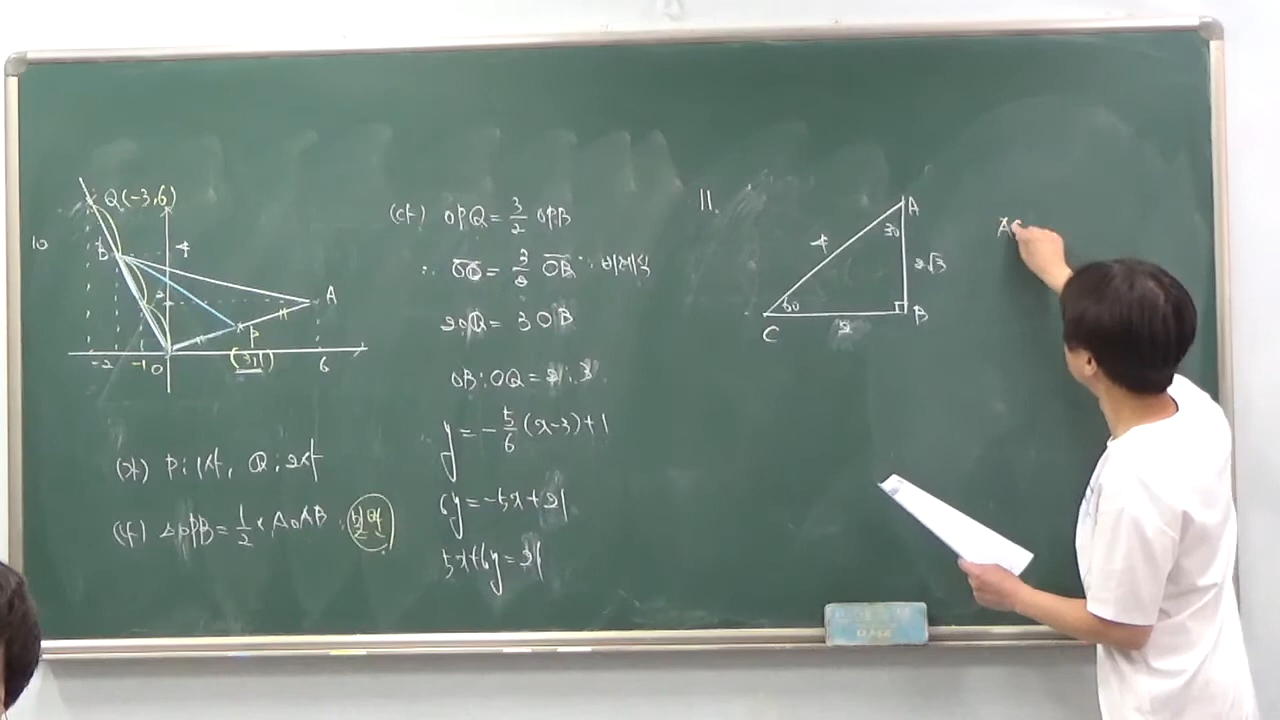 10
Q(-3,6)
B
4
2
A
P
(3,1)
-2
-1
0
6
(가) P : 1사, Q : 2사
(나) △OPB = 1/2 × △OAB
(다) OPQ = 3/2 OPB
∴ OQ = 3/2 OB
2OQ = 3OB
OB : OQ = 2 : 3
y = -5/6 (x-3) + 1
6y = -5x + 21
5x + 6y = 21
11.
A
30
4
2√3
60
C
2
B
A